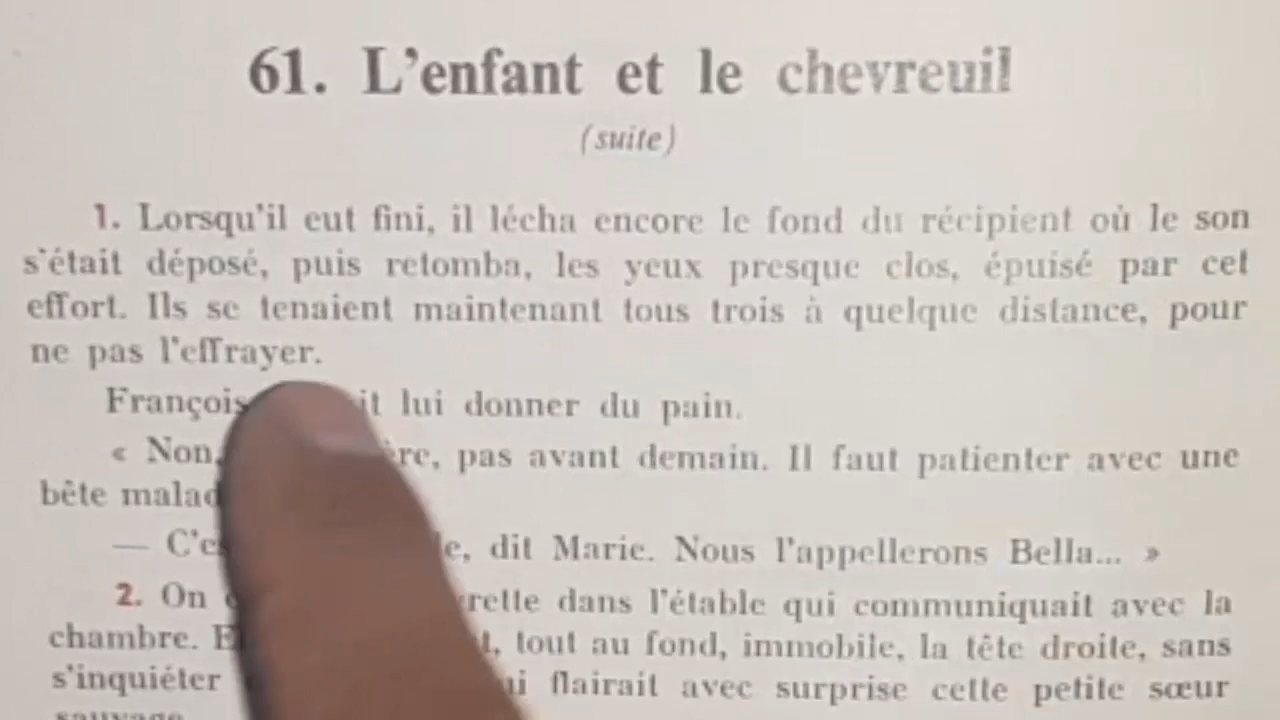 61. L'enfant et le chevreuil
(suite)
1. Lorsqu'il eut fini, il lécha encore le fond du récipient où le son
s'était déposé, puis retomba, les yeux presque clos, épuisé par cet
effort. Ils se tenaient maintenant tous trois à quelque distance, pour
ne pas l'effrayer.
François lui donner du pain.
« Non, pas avant demain. Il faut patienter avec une
bête
— dit Marie. Nous l'appellerons Bella... »
2. On dans l'étable qui communiquait avec la
chambre. tout au fond, immobile, la tête droite, sans
s'inquiéter flairait avec surprise cette petite sœur
sauvage